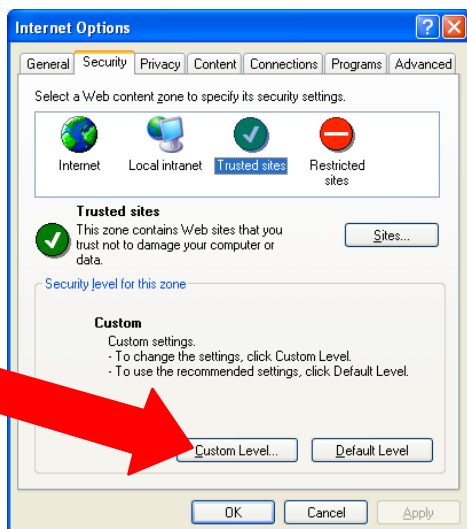 Internet Options
General Security Privacy Content Connections Programs Advanced
Select a Web content zone to specify its security settings.
Internet Local intranet Trusted sites Restricted sites
Trusted sites
This zone contains Web sites that you
trust not to damage your computer or
data.
Sites...
Security level for this zone
Custom
Custom settings.
- To change the settings, click Custom Level.
- To use the recommended settings, click Default Level.
Custom Level... Default Level
OK Cancel Apply